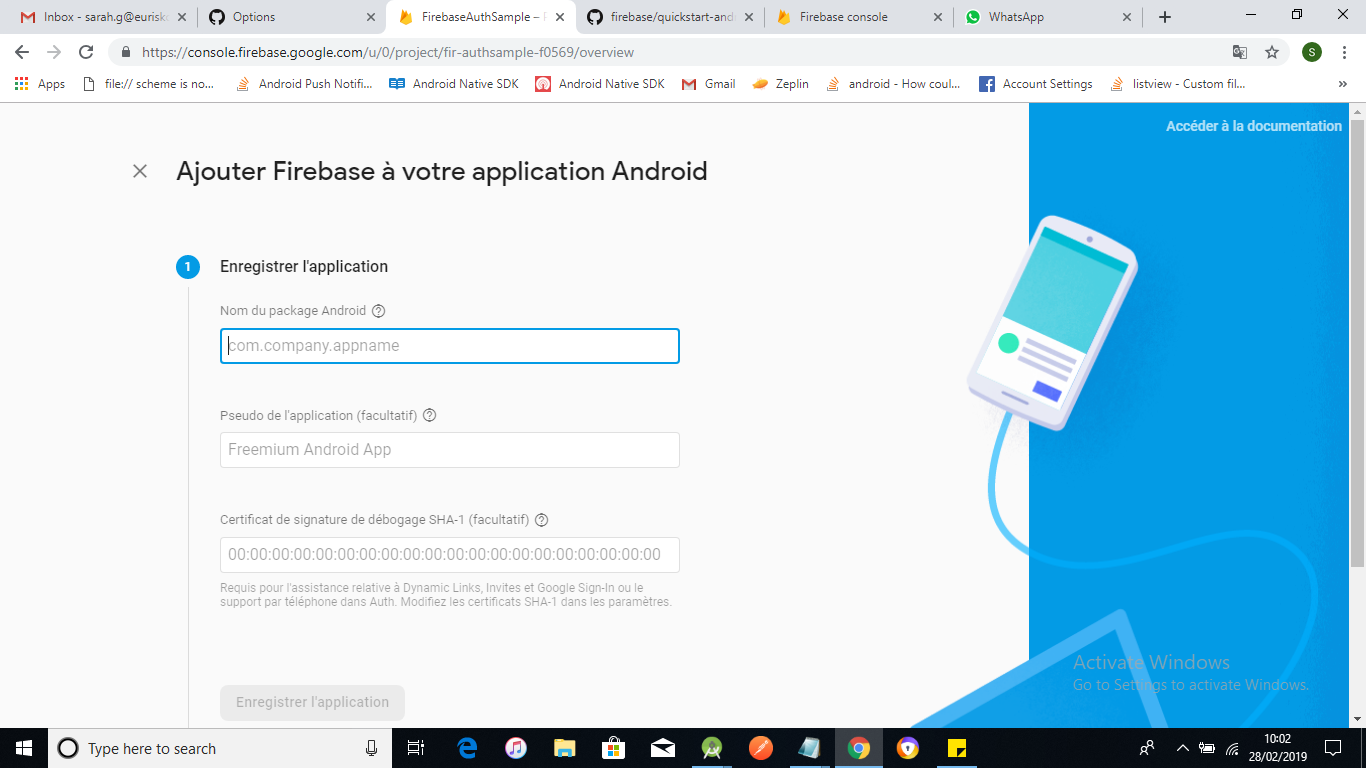 Inbox - sarah.g@eurisk
Options
FirebaseAuthSample –
firebase/quickstart-and
Firebase console
WhatsApp
https://console.firebase.google.com/u/0/project/fir-authsample-f0569/overview
S
Apps
file:// scheme is no...
Android Push Notifi...
Android Native SDK
Android Native SDK
Gmail
Zeplin
android - How coul...
Account Settings
listview - Custom fil...
»
Accéder à la documentation
Ajouter Firebase à votre application Android
1
Enregistrer l'application
Nom du package Android
com.company.appname
Pseudo de l'application (facultatif)
Freemium Android App
Certificat de signature de débogage SHA-1 (facultatif)
00:00:00:00:00:00:00:00:00:00:00:00:00:00:00:00:00:00:00:00
Requis pour l'assistance relative à Dynamic Links, Invites et Google Sign-In ou le
support par téléphone dans Auth. Modifiez les certificats SHA-1 dans les paramètres.
Enregistrer l'application
Activate Windows
Go to Settings to activate Windows.
Type here to search
10:02
28/02/2019